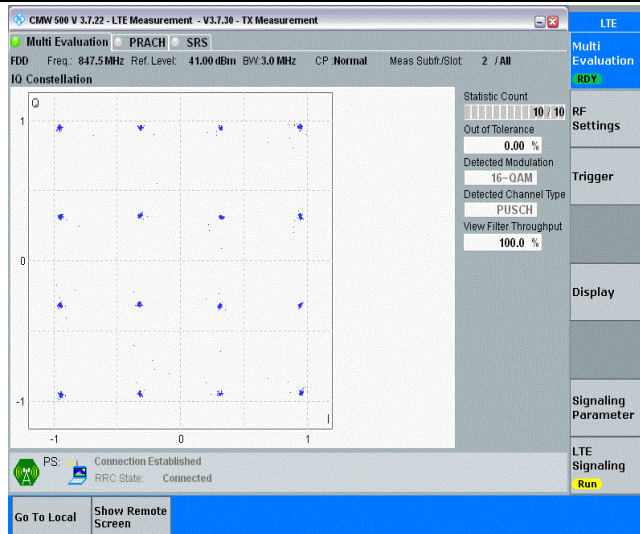 CMW 500 V 3.7.22 - LTE Measurement - V3.7.30 - TX Measurement
LTE
Multi Evaluation PRACH SRS
Multi
Evaluation
RDY
FDD Freq.: 847.5 MHz Ref. Level: 41.00 dBm BW: 3.0 MHz CP :Normal Meas Subfr./Slot: 2 / All
IQ Constellation
Q
1
0
-1
-1 0 1
I
Statistic Count
10 / 10
Out of Tolerance
0.00 %
Detected Modulation
16-QAM
Detected Channel Type
PUSCH
View Filter Throughput
100.0 %
RF
Settings
Trigger
Display
Signaling
Parameter
LTE
Signaling
Run
PS: Connection Established
RRC State: Connected
Go To Local
Show Remote
Screen